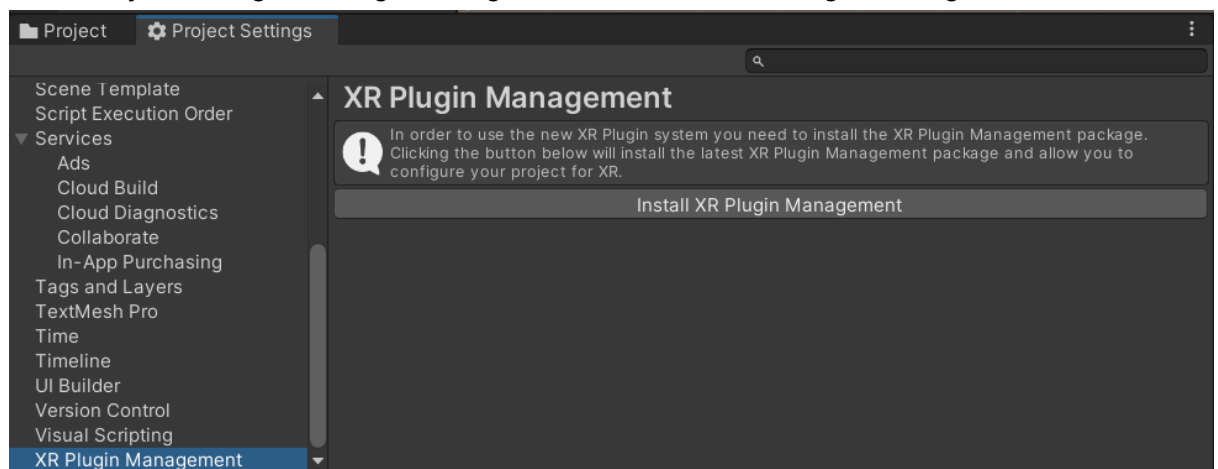 Project
Project Settings
Scene Template
Script Execution Order
Services
Ads
Cloud Build
Cloud Diagnostics
Collaborate
In-App Purchasing
Tags and Layers
TextMesh Pro
Time
Timeline
UI Builder
Version Control
Visual Scripting
XR Plugin Management
XR Plugin Management
In order to use the new XR Plugin system you need to install the XR Plugin Management package.
Clicking the button below will install the latest XR Plugin Management package and allow you to
configure your project for XR.
Install XR Plugin Management